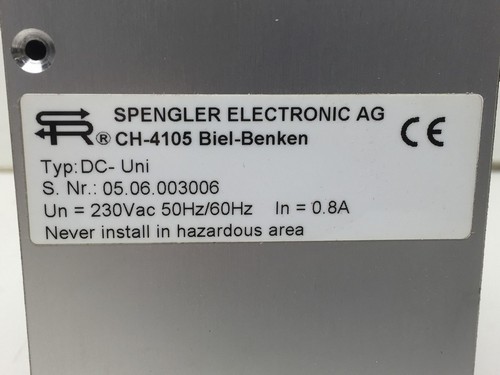 SPENGLER ELECTRONIC AG
SR® CH-4105 Biel-Benken CE
Typ:DC- Uni
S. Nr.: 05.06.003006
Un = 230Vac 50Hz/60Hz In = 0.8A
Never install in hazardous area